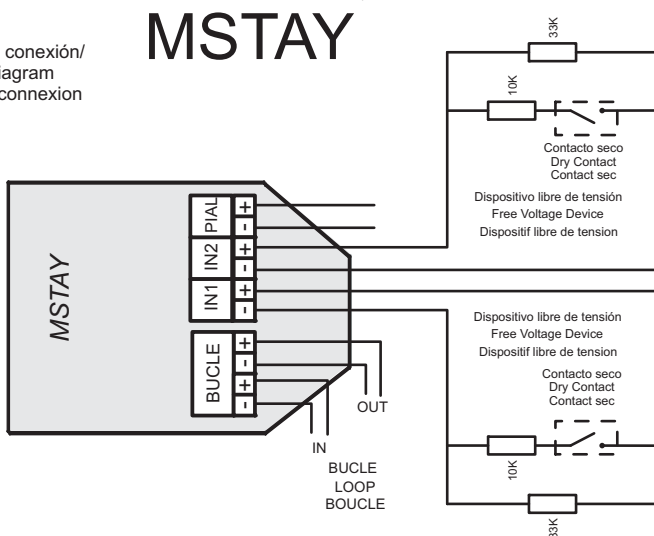 conexión/
connexion
MSTAY
33K
10K
Contacto seco
Dry Contact
Contact sec
Dispositivo libre de tensión
Free Voltage Device
Dispositif libre de tension
MSTAY
PIAL
+
-
IN2
+
-
IN1
+
-
BUCLE
+
-
+
-
OUT
IN
BUCLE
LOOP
BOUCLE
Dispositivo libre de tensión
Free Voltage Device
Dispositif libre de tension
Contacto seco
Dry Contact
Contact sec
10K